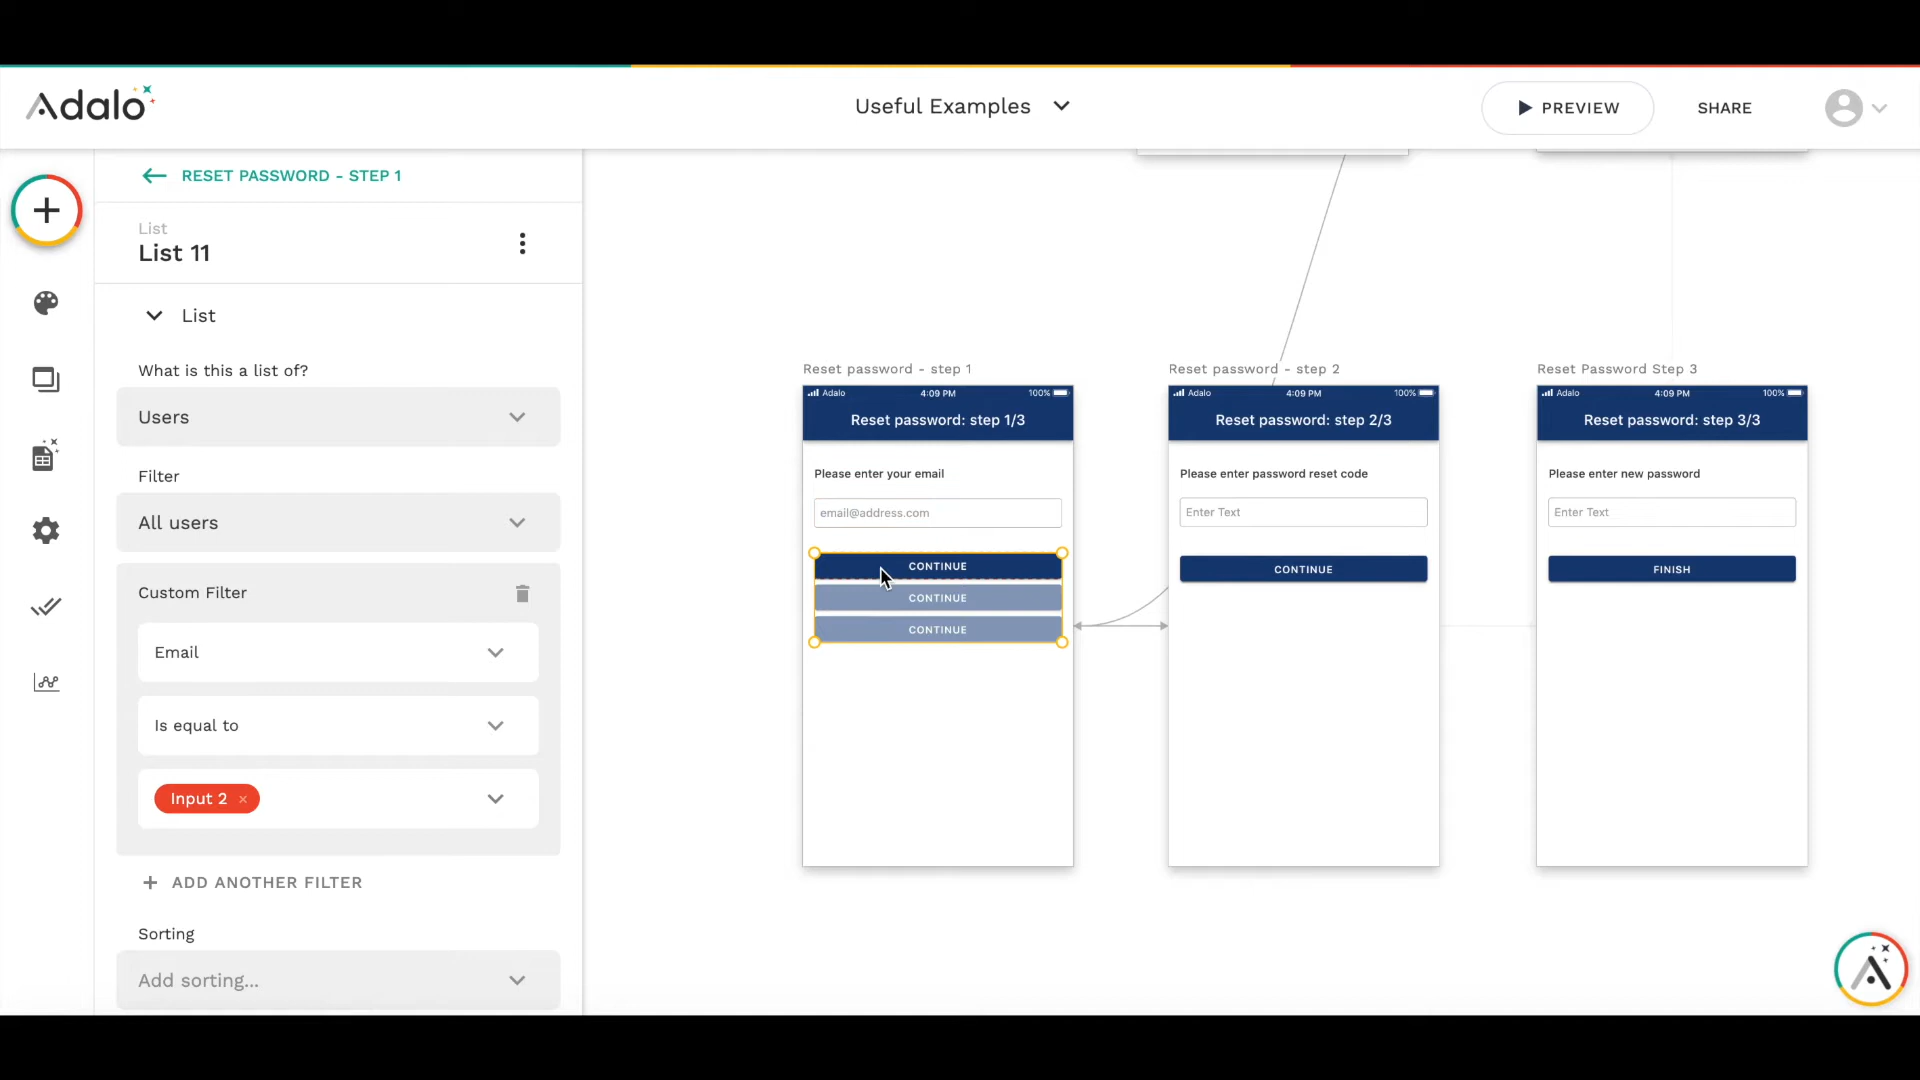 Adalo
Useful Examples
PREVIEW
SHARE
RESET PASSWORD - STEP 1
List
List 11
List
What is this a list of?
Users
Filter
All users
Custom Filter
Email
Is equal to
Input 2 ×
+ ADD ANOTHER FILTER
Sorting
Add sorting...
Reset password - step 1
Adalo 4:09 PM 100%
Reset password: step 1/3
Please enter your email
email@address.com
CONTINUE
CONTINUE
CONTINUE
Reset password - step 2
Adalo 4:09 PM 100%
Reset password: step 2/3
Please enter password reset code
Enter Text
CONTINUE
Reset Password Step 3
Adalo 4:09 PM 100%
Reset password: step 3/3
Please enter new password
Enter Text
FINISH